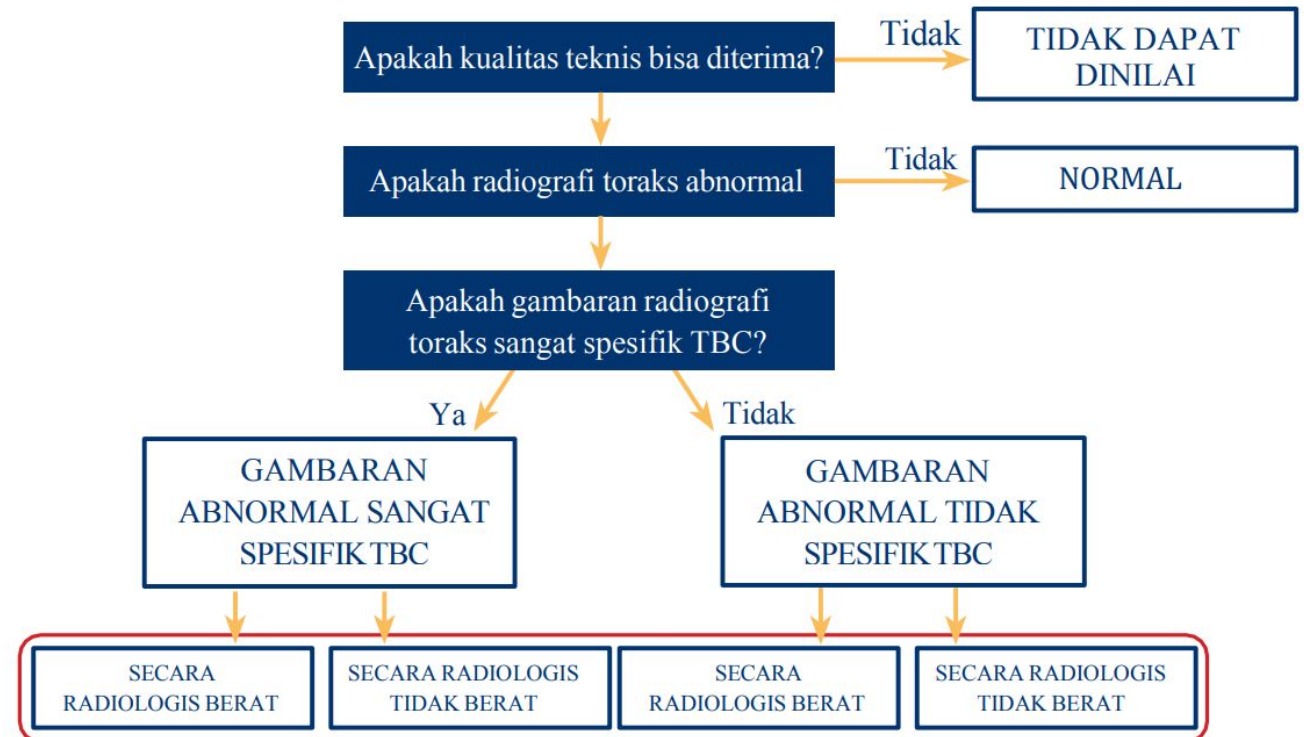 Apakah kualitas teknis bisa diterima?
Tidak
TIDAK DAPAT
DINILAI
Apakah radiografi toraks abnormal
Tidak
NORMAL
Apakah gambaran radiografi
toraks sangat spesifik TBC?
Ya
Tidak
GAMBARAN
ABNORMAL SANGAT
SPESIFIK TBC
GAMBARAN
ABNORMAL TIDAK
SPESIFIK TBC
SECARA
RADIOLOGIS BERAT
SECARA RADIOLOGIS
TIDAK BERAT
SECARA
RADIOLOGIS BERAT
SECARA RADIOLOGIS
TIDAK BERAT